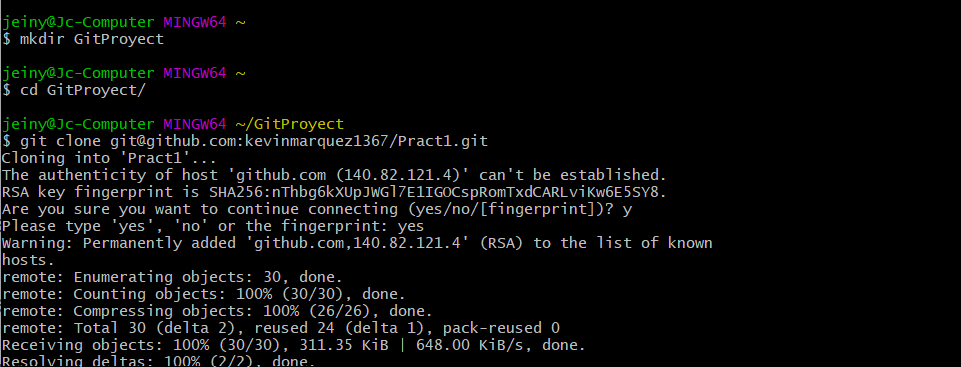 jeiny@Jc-Computer MINGW64 ~
$ mkdir GitProyect
jeiny@Jc-Computer MINGW64 ~
$ cd GitProyect/
jeiny@Jc-Computer MINGW64 ~/GitProyect
$ git clone git@github.com:kevinmarquez1367/Pract1.git
Cloning into 'Pract1'...
The authenticity of host 'github.com (140.82.121.4)' can't be established.
RSA key fingerprint is SHA256:nThbg6kXUpJWGl7E1IGOCspRomTxdCARLviKw6E5SY8.
Are you sure you want to continue connecting (yes/no/[fingerprint])? y
Please type 'yes', 'no' or the fingerprint: yes
Warning: Permanently added 'github.com,140.82.121.4' (RSA) to the list of known
hosts.
remote: Enumerating objects: 30, done.
remote: Counting objects: 100% (30/30), done.
remote: Compressing objects: 100% (26/26), done.
remote: Total 30 (delta 2), reused 24 (delta 1), pack-reused 0
Receiving objects: 100% (30/30), 311.35 KiB | 648.00 KiB/s, done.
Resolving deltas: 100% (2/2), done.